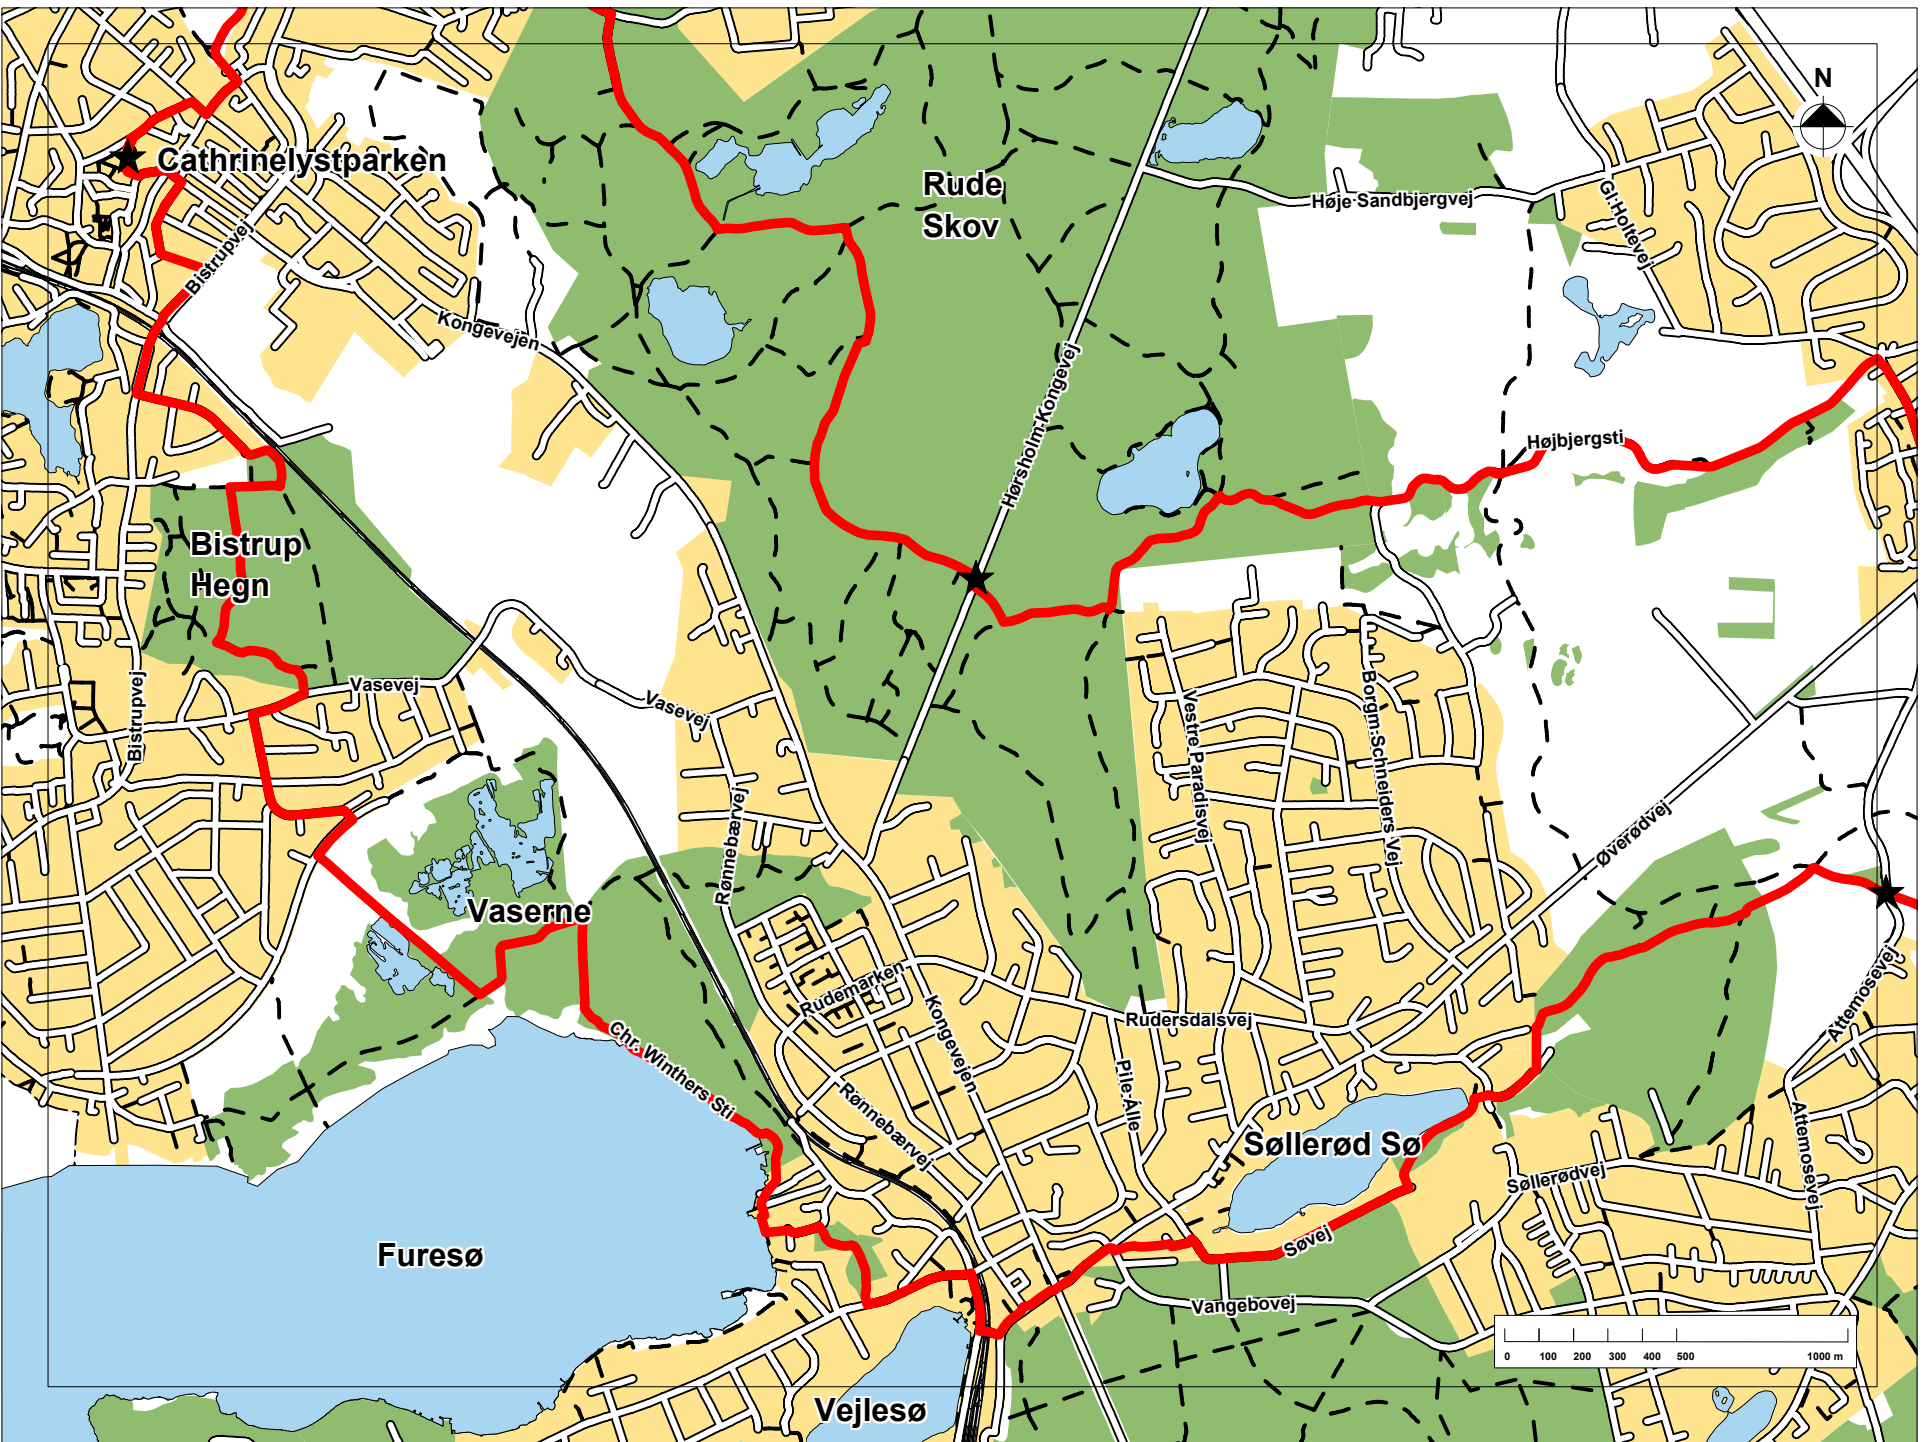 N
Cathrinelystparken
Rude
Skov
Høje Sandbjergvej
Gl. Holtevej
Bistrupvej
Kongevejen
Hørsholm Kongevej
Højbjergsti
Bistrup
Hegn
Vasevej
Vasevej
Bistrupvej
Vestre Paradisvej
Borgm. Schneiders Vej
Rønnebærvej
Øverødvej
Vaserne
Rudemarken
Kongevejen
Rudersdalsvej
Attemosevej
Chr. Winthers Sti
Rønnebærvej
Pile Alle
Søllerød Sø
Søllerødvej
Attemosevej
Furesø
Søvej
Vangebovej
0 100 200 300 400 500 1000 m
Vejlesø